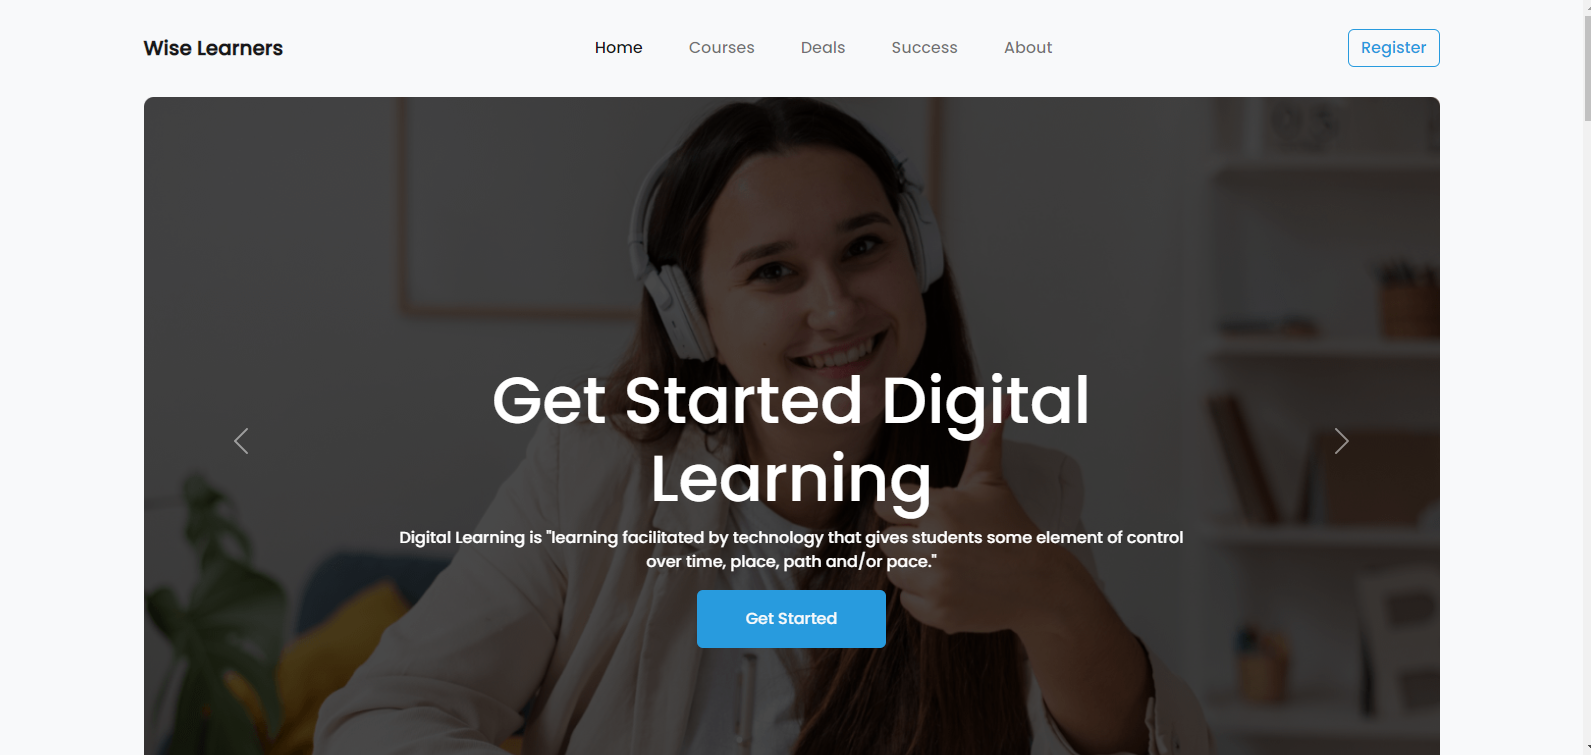 Wise Learners
Home
Courses
Deals
Success
About
Register
Get Started Digital
Learning
Digital Learning is "learning facilitated by technology that gives students some element of control
over time, place, path and/or pace."
Get Started